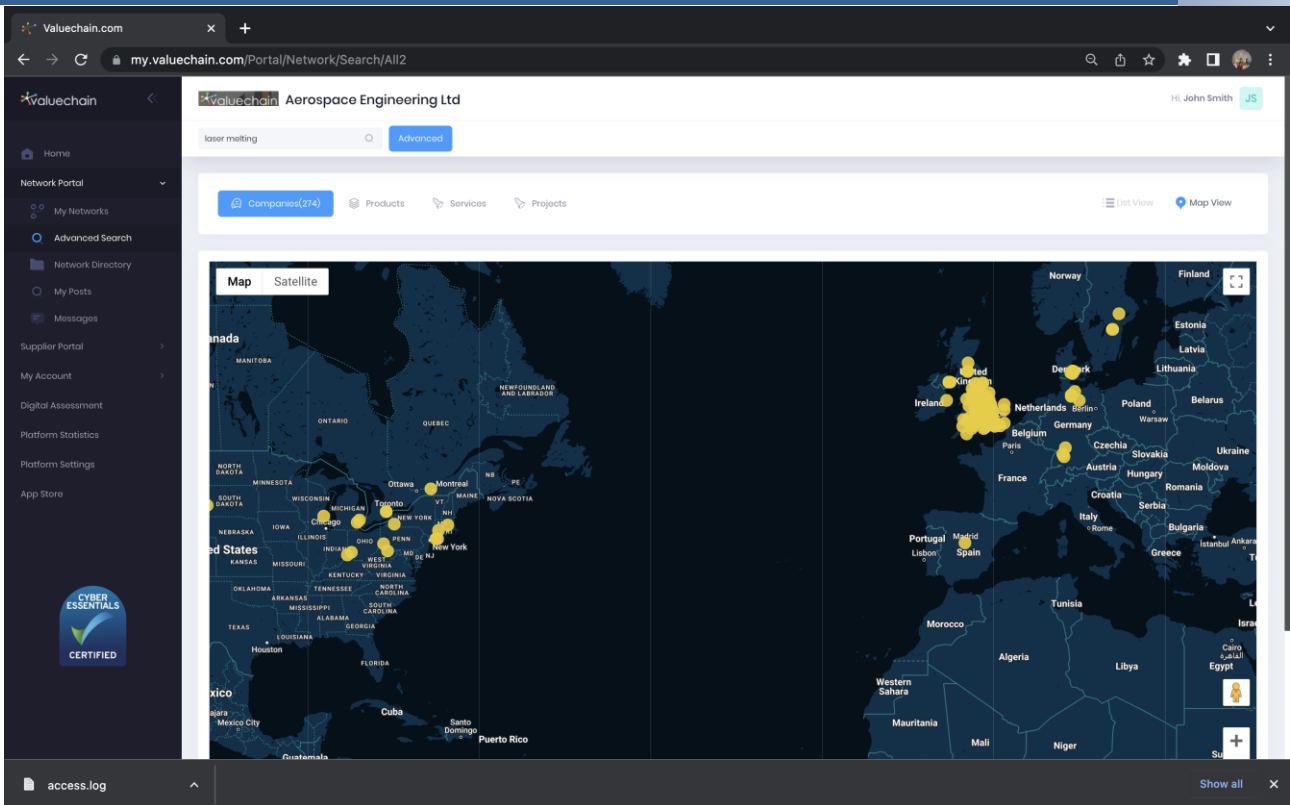 Valuechain.com
my.valuechain.com/Portal/Network/Search/All2
valuechain
valuechain Aerospace Engineering Ltd
Hi, John Smith JS
laser melting
Advanced
Home
Network Portal
My Networks
Advanced Search
Network Directory
My Posts
Messages
Supplier Portal
My Account
Digital Assessment
Platform Statistics
Platform Settings
App Store
CYBER
ESSENTIALS
CERTIFIED
Companies(274)
Products
Services
Projects
List View
Map View
Map
Satellite
Norway
Finland
Estonia
Latvia
Lithuania
Belarus
Ireland
Netherlands
Berlin
Poland
Warsaw
Germany
Belgium
Paris
Czechia
Slovakia
Ukraine
Austria
Hungary
Moldova
France
Romania
Croatia
Serbia
Italy
Rome
Bulgaria
Portugal
Madrid
Lisbon
Spain
Greece
İstanbul
Ankara
Tunisia
Morocco
Algeria
Libya
Cairo
القاهرة
Egypt
Western
Sahara
Mauritania
Mali
Niger
anada
MANITOBA
ONTARIO
QUEBEC
NEWFOUNDLAND
AND LABRADOR
NORTH
DAKOTA
MINNESOTA
SOUTH
DAKOTA
WISCONSIN
MICHIGAN
Ottawa
Montreal
Toronto
NB
PE
MAINE
NOVA SCOTIA
VT
NH
NEW YORK
NEBRASKA
IOWA
Chicago
ILLINOIS
OHIO
PENN
New York
ed States
KANSAS
MISSOURI
WEST
VIRGINIA
MD
DE
NJ
KENTUCKY
VIRGINIA
OKLAHOMA
TENNESSEE
NORTH
CAROLINA
ARKANSAS
MISSISSIPPI
SOUTH
CAROLINA
ALABAMA
GEORGIA
TEXAS
LOUISIANA
Houston
FLORIDA
xico
ajara
Mexico City
Cuba
Santo
Domingo
Puerto Rico
Guatemala
access.log
Show all